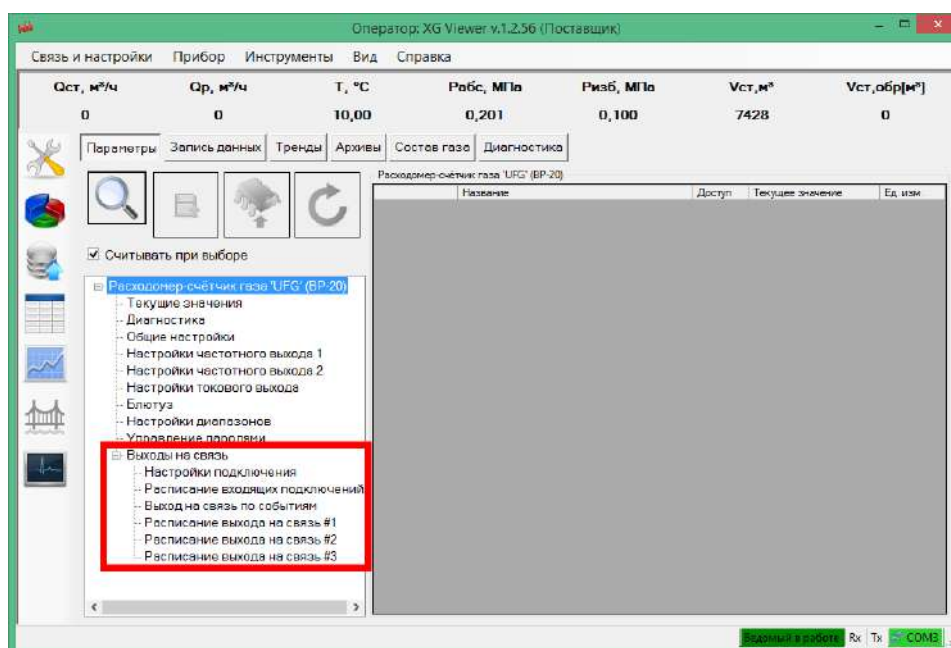 Оператор: XG Viewer v.1.2.56 (Поставщик)
Связь и настройки Прибор Инструменты Вид Справка
Qст, м³/ч Qр, м³/ч T, °C Pабс, МПа Pизб, МПа Vст,м³ Vст,обр[м³]
0 0 10,00 0,201 0,100 7428 0
Параметры Запись данных Тренды Архивы Состав газа Диагностика
Расходомер-счётчик газа 'UFG' (ВР-20)
Название Доступ Текущее значение Ед. изм
Считывать при выборе
Расходомер-счётчик газа 'UFG' (ВР-20)
Текущие значения
Диагностика
Общие настройки
Настройки частотного выхода 1
Настройки частотного выхода 2
Настройки токового выхода
Блютуз
Настройки диапазонов
Управление паролями
Выходы на связь
Настройки подключения
Расписание входящих подключений
Выход на связь по событиям
Расписание выхода на связь #1
Расписание выхода на связь #2
Расписание выхода на связь #3
Ведомый в работе Rx Tx COM3